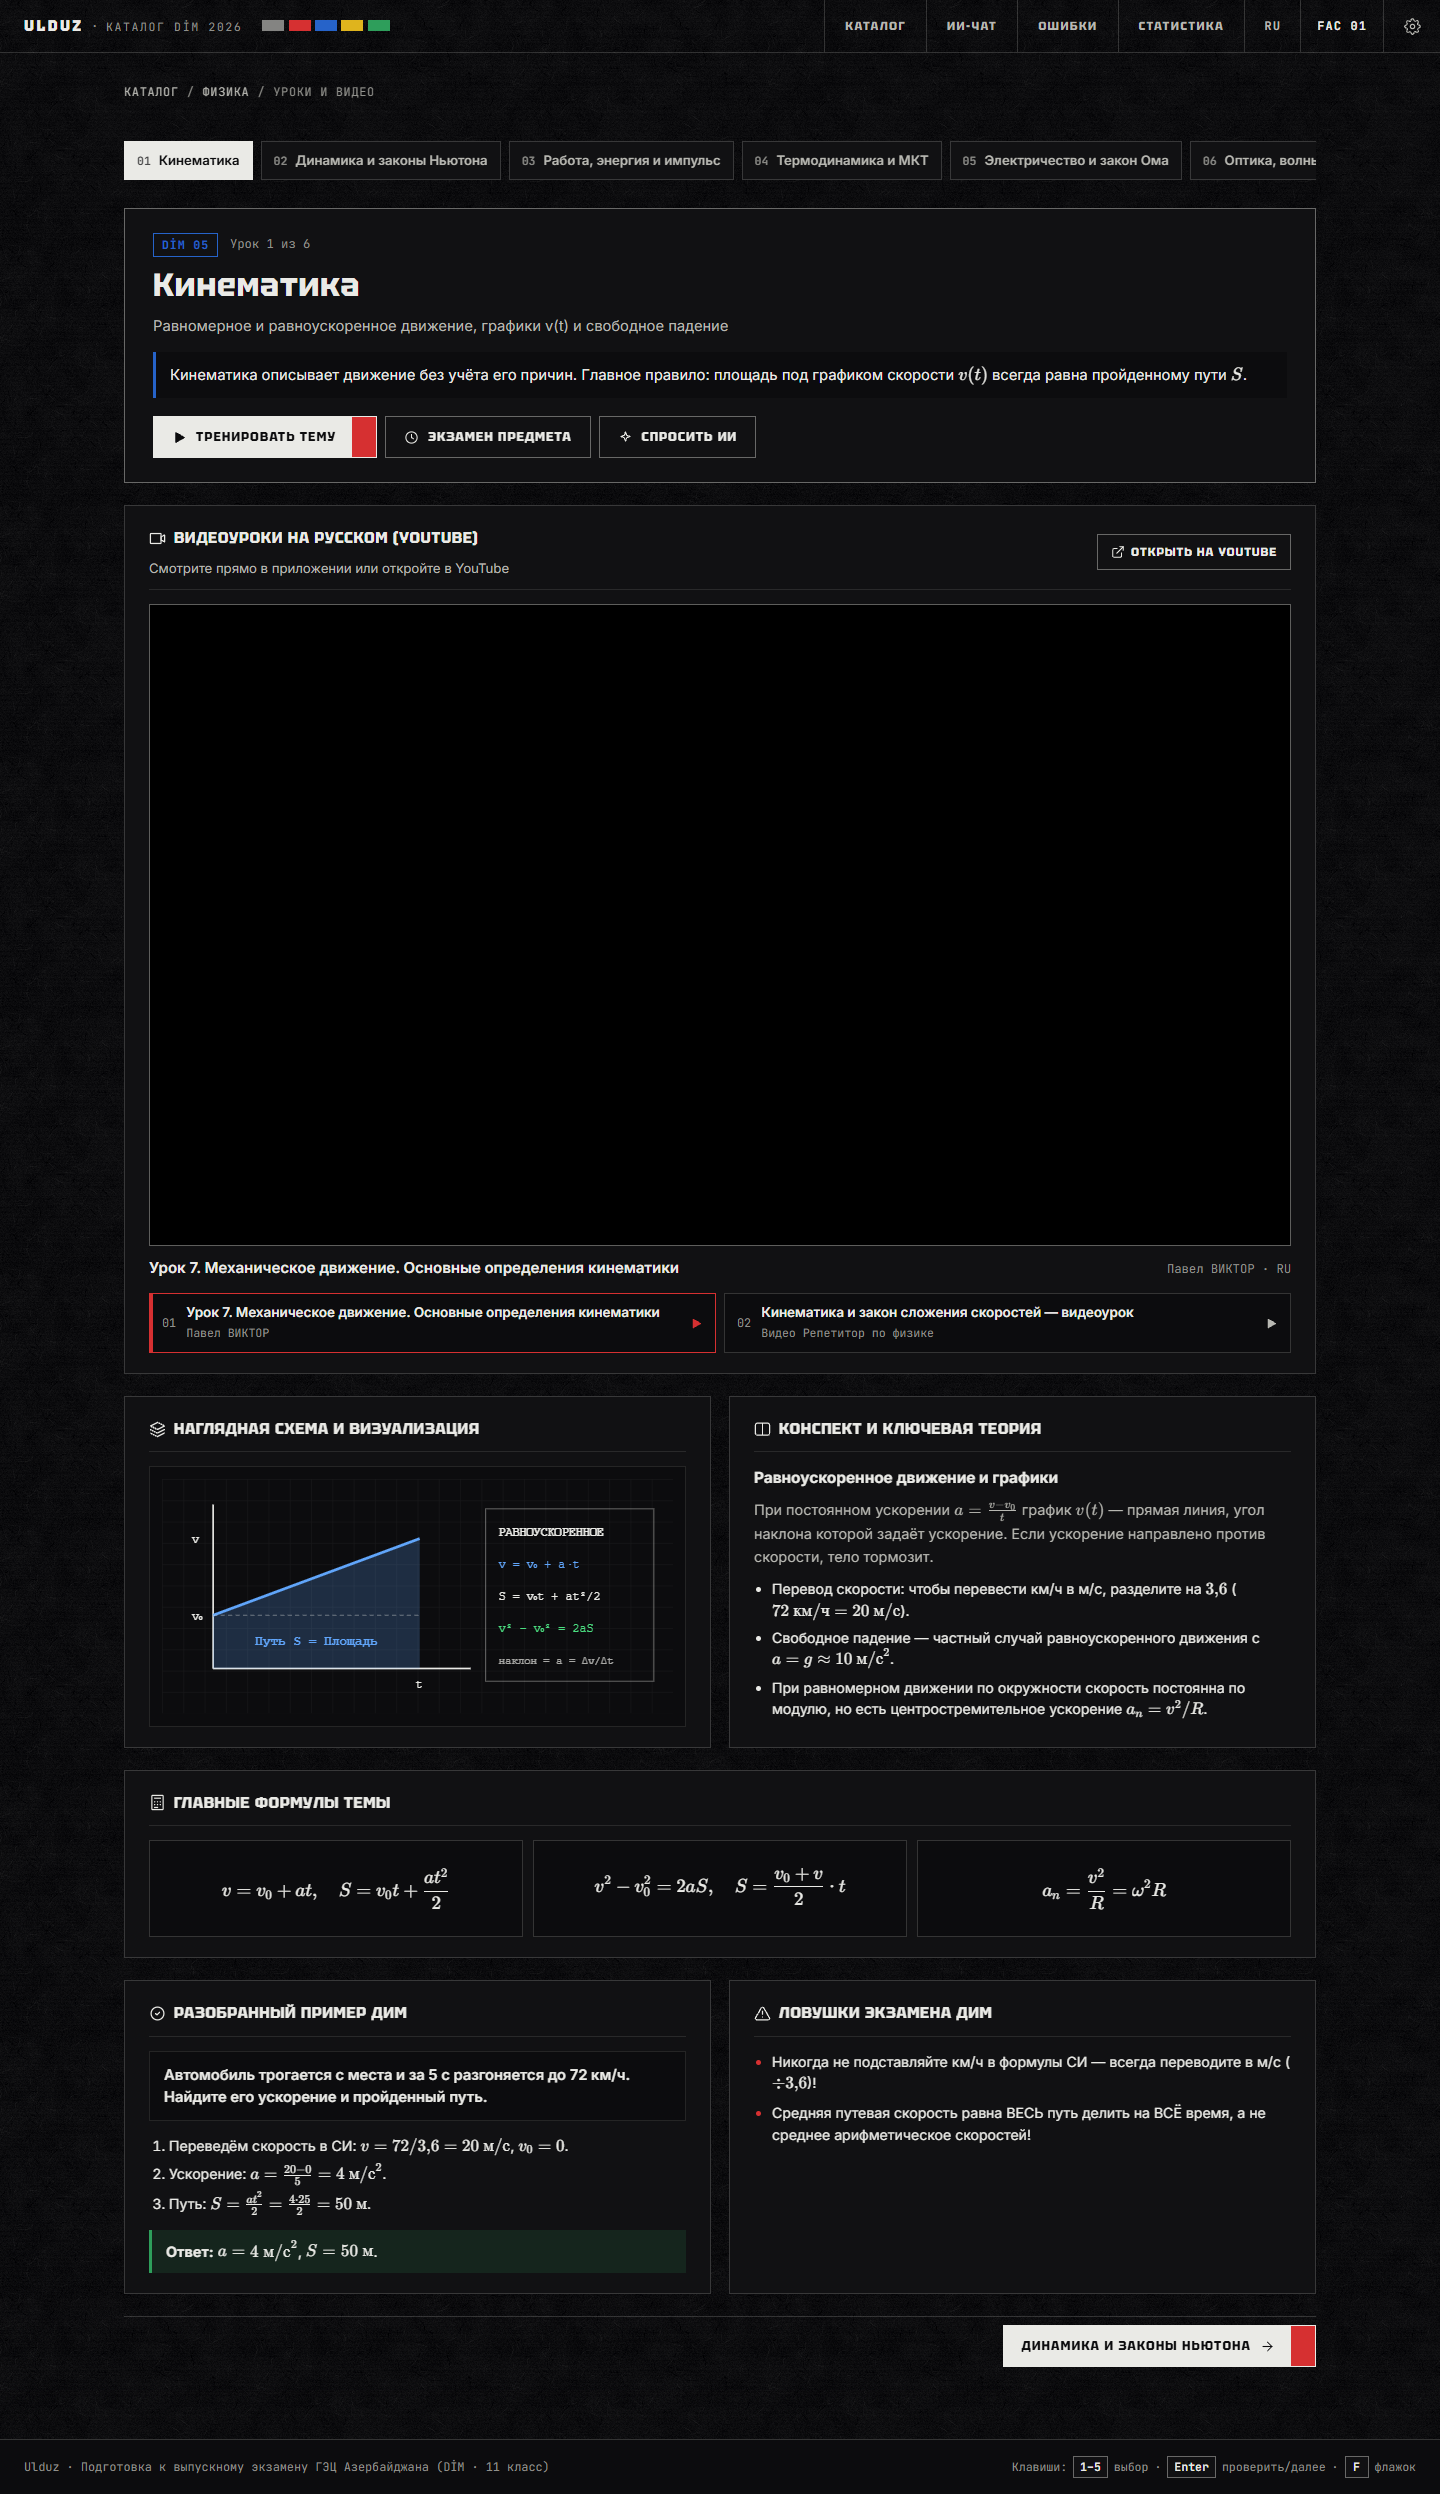 ULDUZ · КАТАЛОГ DİM 2026
КАТАЛОГ
ИИ-ЧАТ
ОШИБКИ
СТАТИСТИКА
RU
FAC 01
КАТАЛОГ / ФИЗИКА / УРОКИ И ВИДЕО
01 Кинематика
02 Динамика и законы Ньютона
03 Работа, энергия и импульс
04 Термодинамика и МКТ
05 Электричество и закон Ома
06 Оптика, волны
DİM 05
Урок 1 из 6
Кинематика
Равномерное и равноускоренное движение, графики v(t) и свободное падение
Кинематика описывает движение без учёта его причин. Главное правило: площадь под графиком скорости v(t) всегда равна пройденному пути S.
ТРЕНИРОВАТЬ ТЕМУ
ЭКЗАМЕН ПРЕДМЕТА
СПРОСИТЬ ИИ
ВИДЕОУРОКИ НА РУССКОМ (YOUTUBE)
Смотрите прямо в приложении или откройте в YouTube
ОТКРЫТЬ НА YOUTUBE
Урок 7. Механическое движение. Основные определения кинематики
Павел ВИКТОР · RU
01 Урок 7. Механическое движение. Основные определения кинематики
Павел ВИКТОР
02 Кинематика и закон сложения скоростей — видеоурок
Видео Репетитор по физике
НАГЛЯДНАЯ СХЕМА И ВИЗУАЛИЗАЦИЯ
v
v₀
Путь S = Площадь
t
РАВНОУСКОРЕННОЕ
v = v₀ + a·t
S = v₀t + at²/2
v² − v₀² = 2aS
наклон = a = Δv/Δt
КОНСПЕКТ И КЛЮЧЕВАЯ ТЕОРИЯ
Равноускоренное движение и графики
При постоянном ускорении a = (v−v₀)/t график v(t) — прямая линия, угол
наклона которой задаёт ускорение. Если ускорение направлено против
скорости, тело тормозит.
• Перевод скорости: чтобы перевести км/ч в м/с, разделите на 3,6 (
72 км/ч = 20 м/с).
• Свободное падение — частный случай равноускоренного движения с
a = g ≈ 10 м/с².
• При равномерном движении по окружности скорость постоянна по
модулю, но есть центростремительное ускорение aₙ = v²/R.
ГЛАВНЫЕ ФОРМУЛЫ ТЕМЫ
v = v₀ + at, S = v₀t + at²/2
v² − v₀² = 2aS, S = (v₀ + v)/2 · t
aₙ = v²/R = ω²R
РАЗОБРАННЫЙ ПРИМЕР ДИМ
Автомобиль трогается с места и за 5 с разгоняется до 72 км/ч.
Найдите его ускорение и пройденный путь.
1. Переведём скорость в СИ: v = 72/3,6 = 20 м/с, v₀ = 0.
2. Ускорение: a = (20−0)/5 = 4 м/с².
3. Путь: S = at²/2 = 4·25/2 = 50 м.
Ответ: a = 4 м/с², S = 50 м.
ЛОВУШКИ ЭКЗАМЕНА ДИМ
• Никогда не подставляйте км/ч в формулы СИ — всегда переводите в м/с (
÷3,6)!
• Средняя путевая скорость равна ВЕСЬ путь делить на ВСЁ время, а не
среднее арифметическое скоростей!
ДИНАМИКА И ЗАКОНЫ НЬЮТОНА →
Ulduz · Подготовка к выпускному экзамену ГЭЦ Азербайджана (DİM · 11 класс)
Клавиши: 1–5 выбор · Enter проверить/далее · F флажок